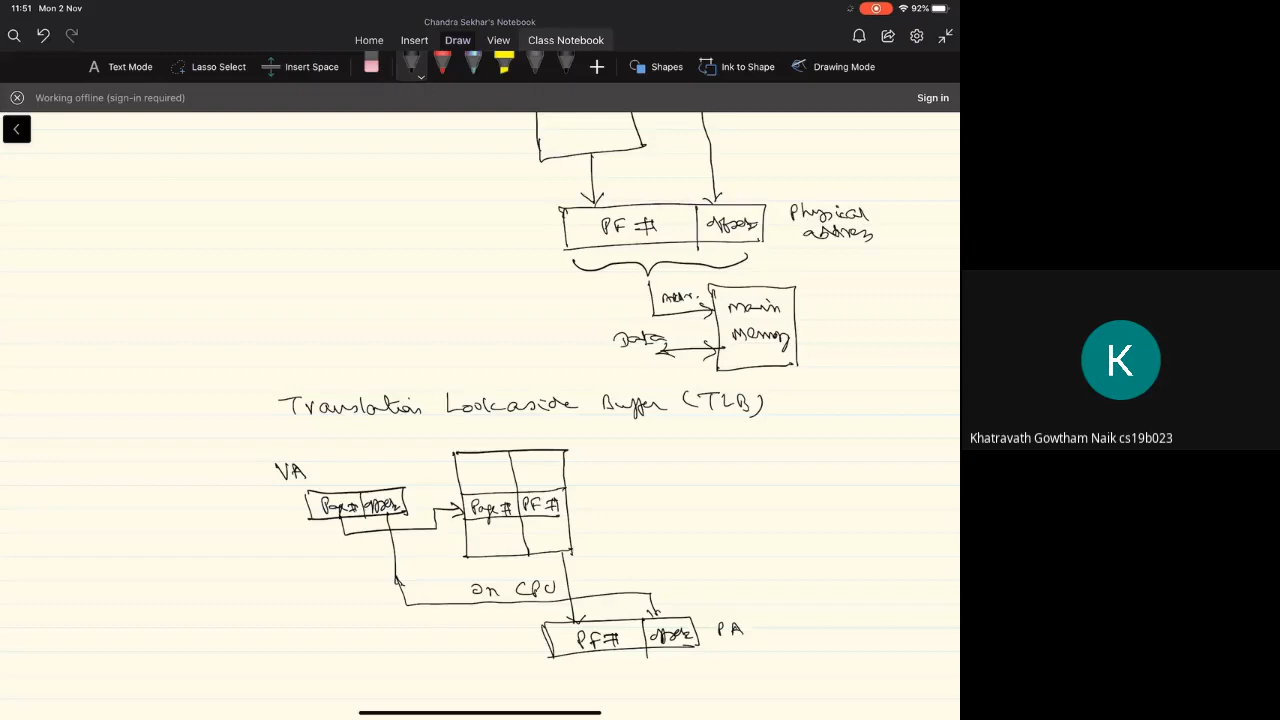 11:51 Mon 2 Nov
92%
Chandra Sekhar's Notebook
Home Insert Draw View Class Notebook
Text Mode Lasso Select Insert Space Shapes Ink to Shape Drawing Mode
Working offline (sign-in required) Sign in
PF # offset Physical address
Addr.
Main Memory
Data
Translation Lookaside Buffer (TLB)
VA
Page # offset Page # PF #
on CPU
PF # offset PA
K
Khatravath Gowtham Naik cs19b023